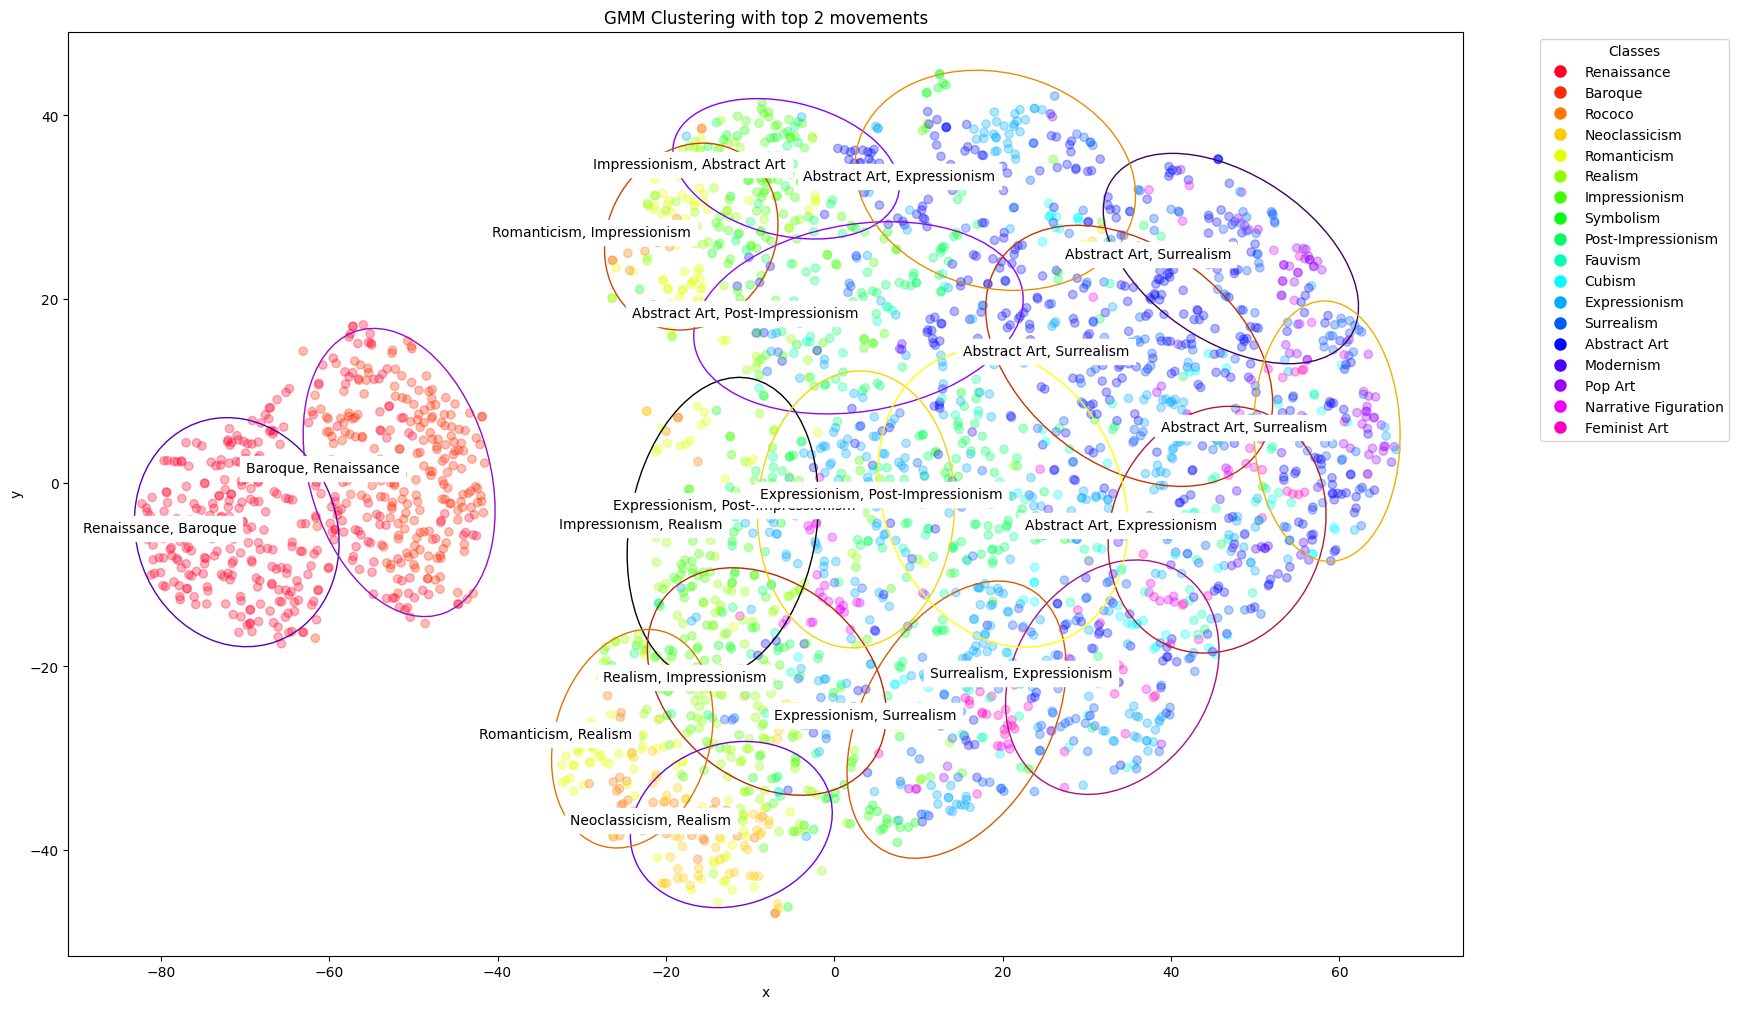 GMM Clustering with top 2 movements
Classes
Renaissance
Baroque
Rococo
Neoclassicism
Romanticism
Realism
Impressionism
Symbolism
Post-Impressionism
Fauvism
Cubism
Expressionism
Surrealism
Abstract Art
Modernism
Pop Art
Narrative Figuration
Feminist Art
40
20
0
−20
−40
y
Impressionism, Abstract Art
Abstract Art, Expressionism
Romanticism, Impressionism
Abstract Art, Surrealism
Abstract Art, Post-Impressionism
Abstract Art, Surrealism
Abstract Art, Surrealism
Baroque, Renaissance
Expressionism, Post-Impressionism
Expressionism, Post-Impressionism
Impressionism, Realism
Abstract Art, Expressionism
Renaissance, Baroque
Surrealism, Expressionism
Realism, Impressionism
Expressionism, Surrealism
Romanticism, Realism
Neoclassicism, Realism
−80
−60
−40
−20
0
20
40
60
x